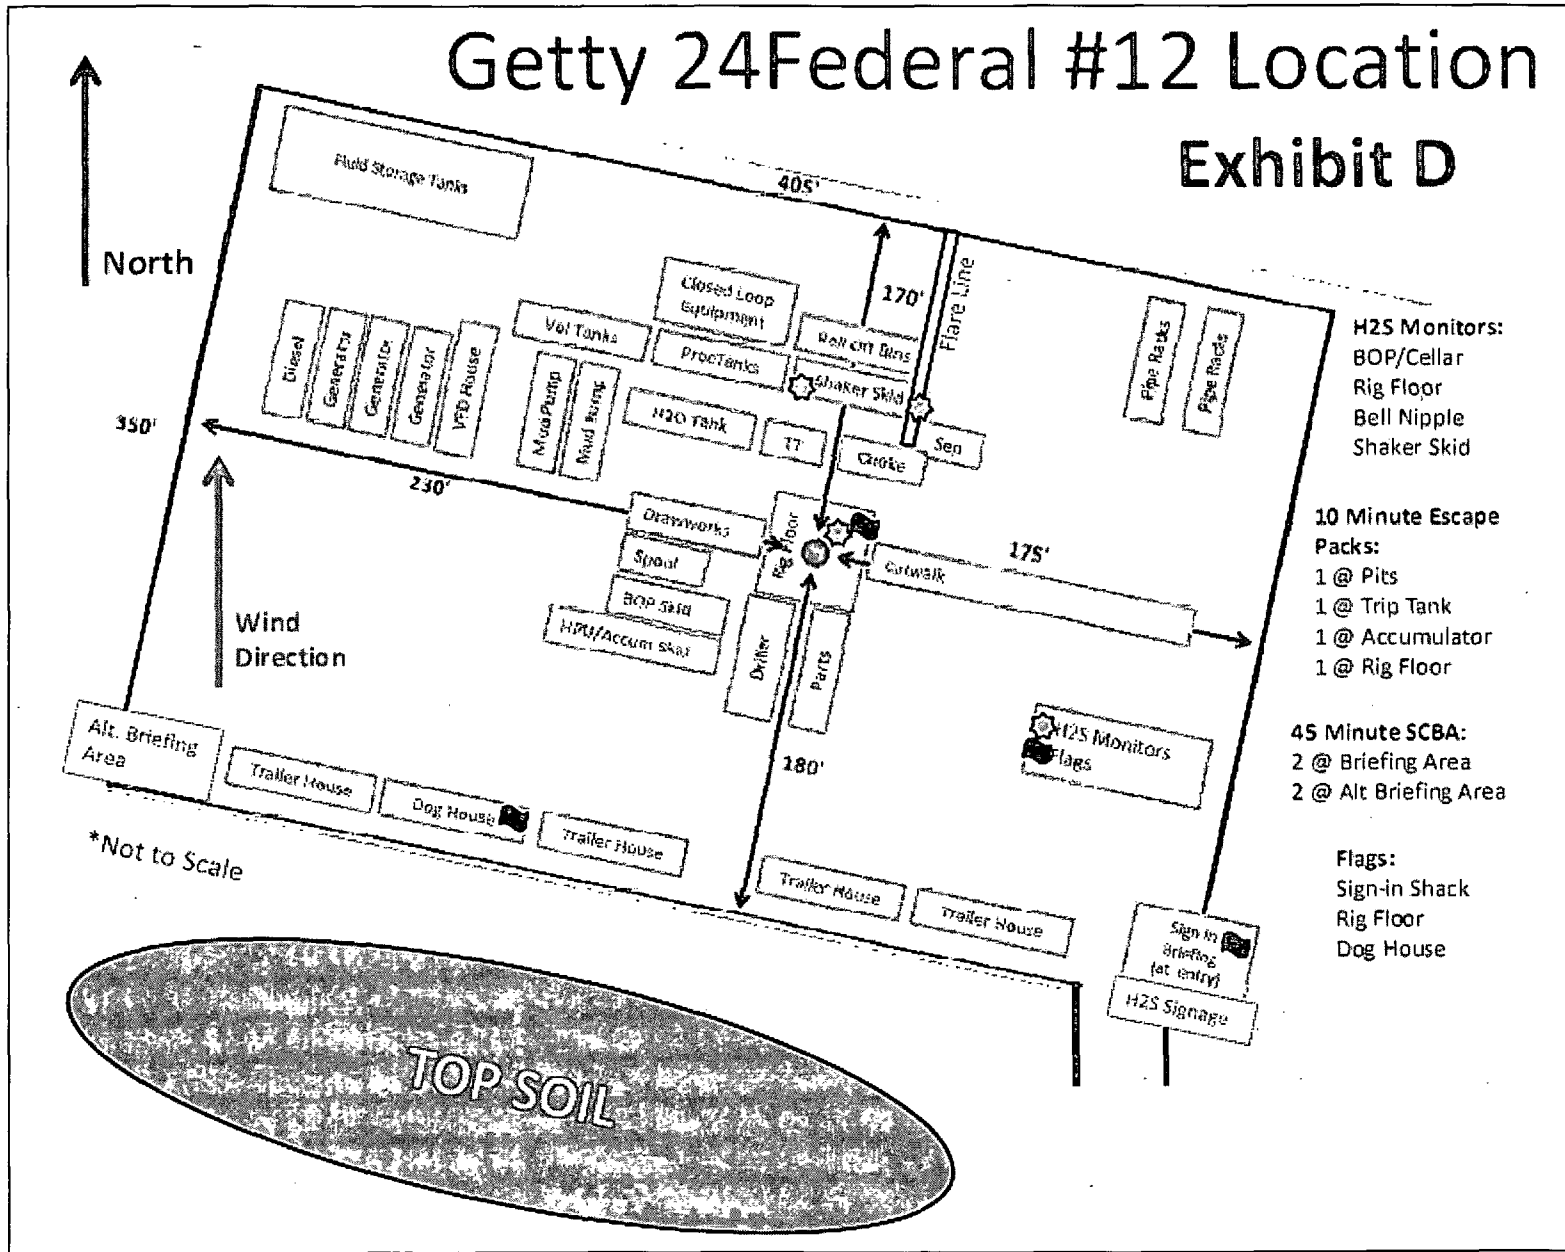 Getty 24Federal #12 Location
Exhibit D
North
Fluid Storage Tanks
405'
170'
Flare Line
Closed Loop
Equipment
Roll Off Bins
Vol Tanks
ProcTanks
Shaker Skid
Diesel
Generator
Generator
Generator
VFD House
Mud Pump
Mud Pump
H2O Tank
TT
Choke
Sep
Pipe Racks
Pipe Racks
350'
230'
Drawworks
Rig Floor
Spool
BOP Skid
HPU/Accum Skid
Catwalk
175'
Driller
Parts
180'
Wind
Direction
Alt. Briefing
Area
Trailer House
Dog House
Trailer House
Trailer House
Trailer House
H2S Monitors
Flags
*Not to Scale
Sign in
Briefing
(at entry)
H2S Signage
TOP SOIL
H2S Monitors:
BOP/Cellar
Rig Floor
Bell Nipple
Shaker Skid
10 Minute Escape
Packs:
1 @ Pits
1 @ Trip Tank
1 @ Accumulator
1 @ Rig Floor
45 Minute SCBA:
2 @ Briefing Area
2 @ Alt Briefing Area
Flags:
Sign-in Shack
Rig Floor
Dog House